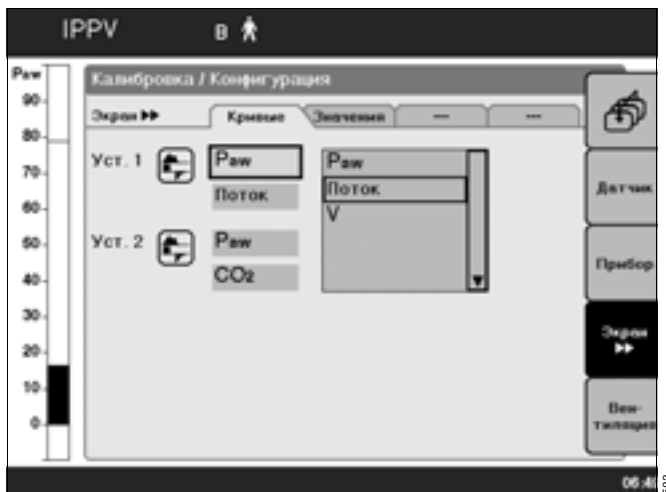 IPPV В
Paw
90
80
70
60
50
40
30
20
10
0
Калибровка / Конфигурация
Экран ▶▶ Кривые Значения --- ---
Уст. 1 Paw
Поток
Уст. 2 Paw
CO2
Paw
Поток
V
Датчик
Прибор
Экран ▶▶
Вен-
тиляция